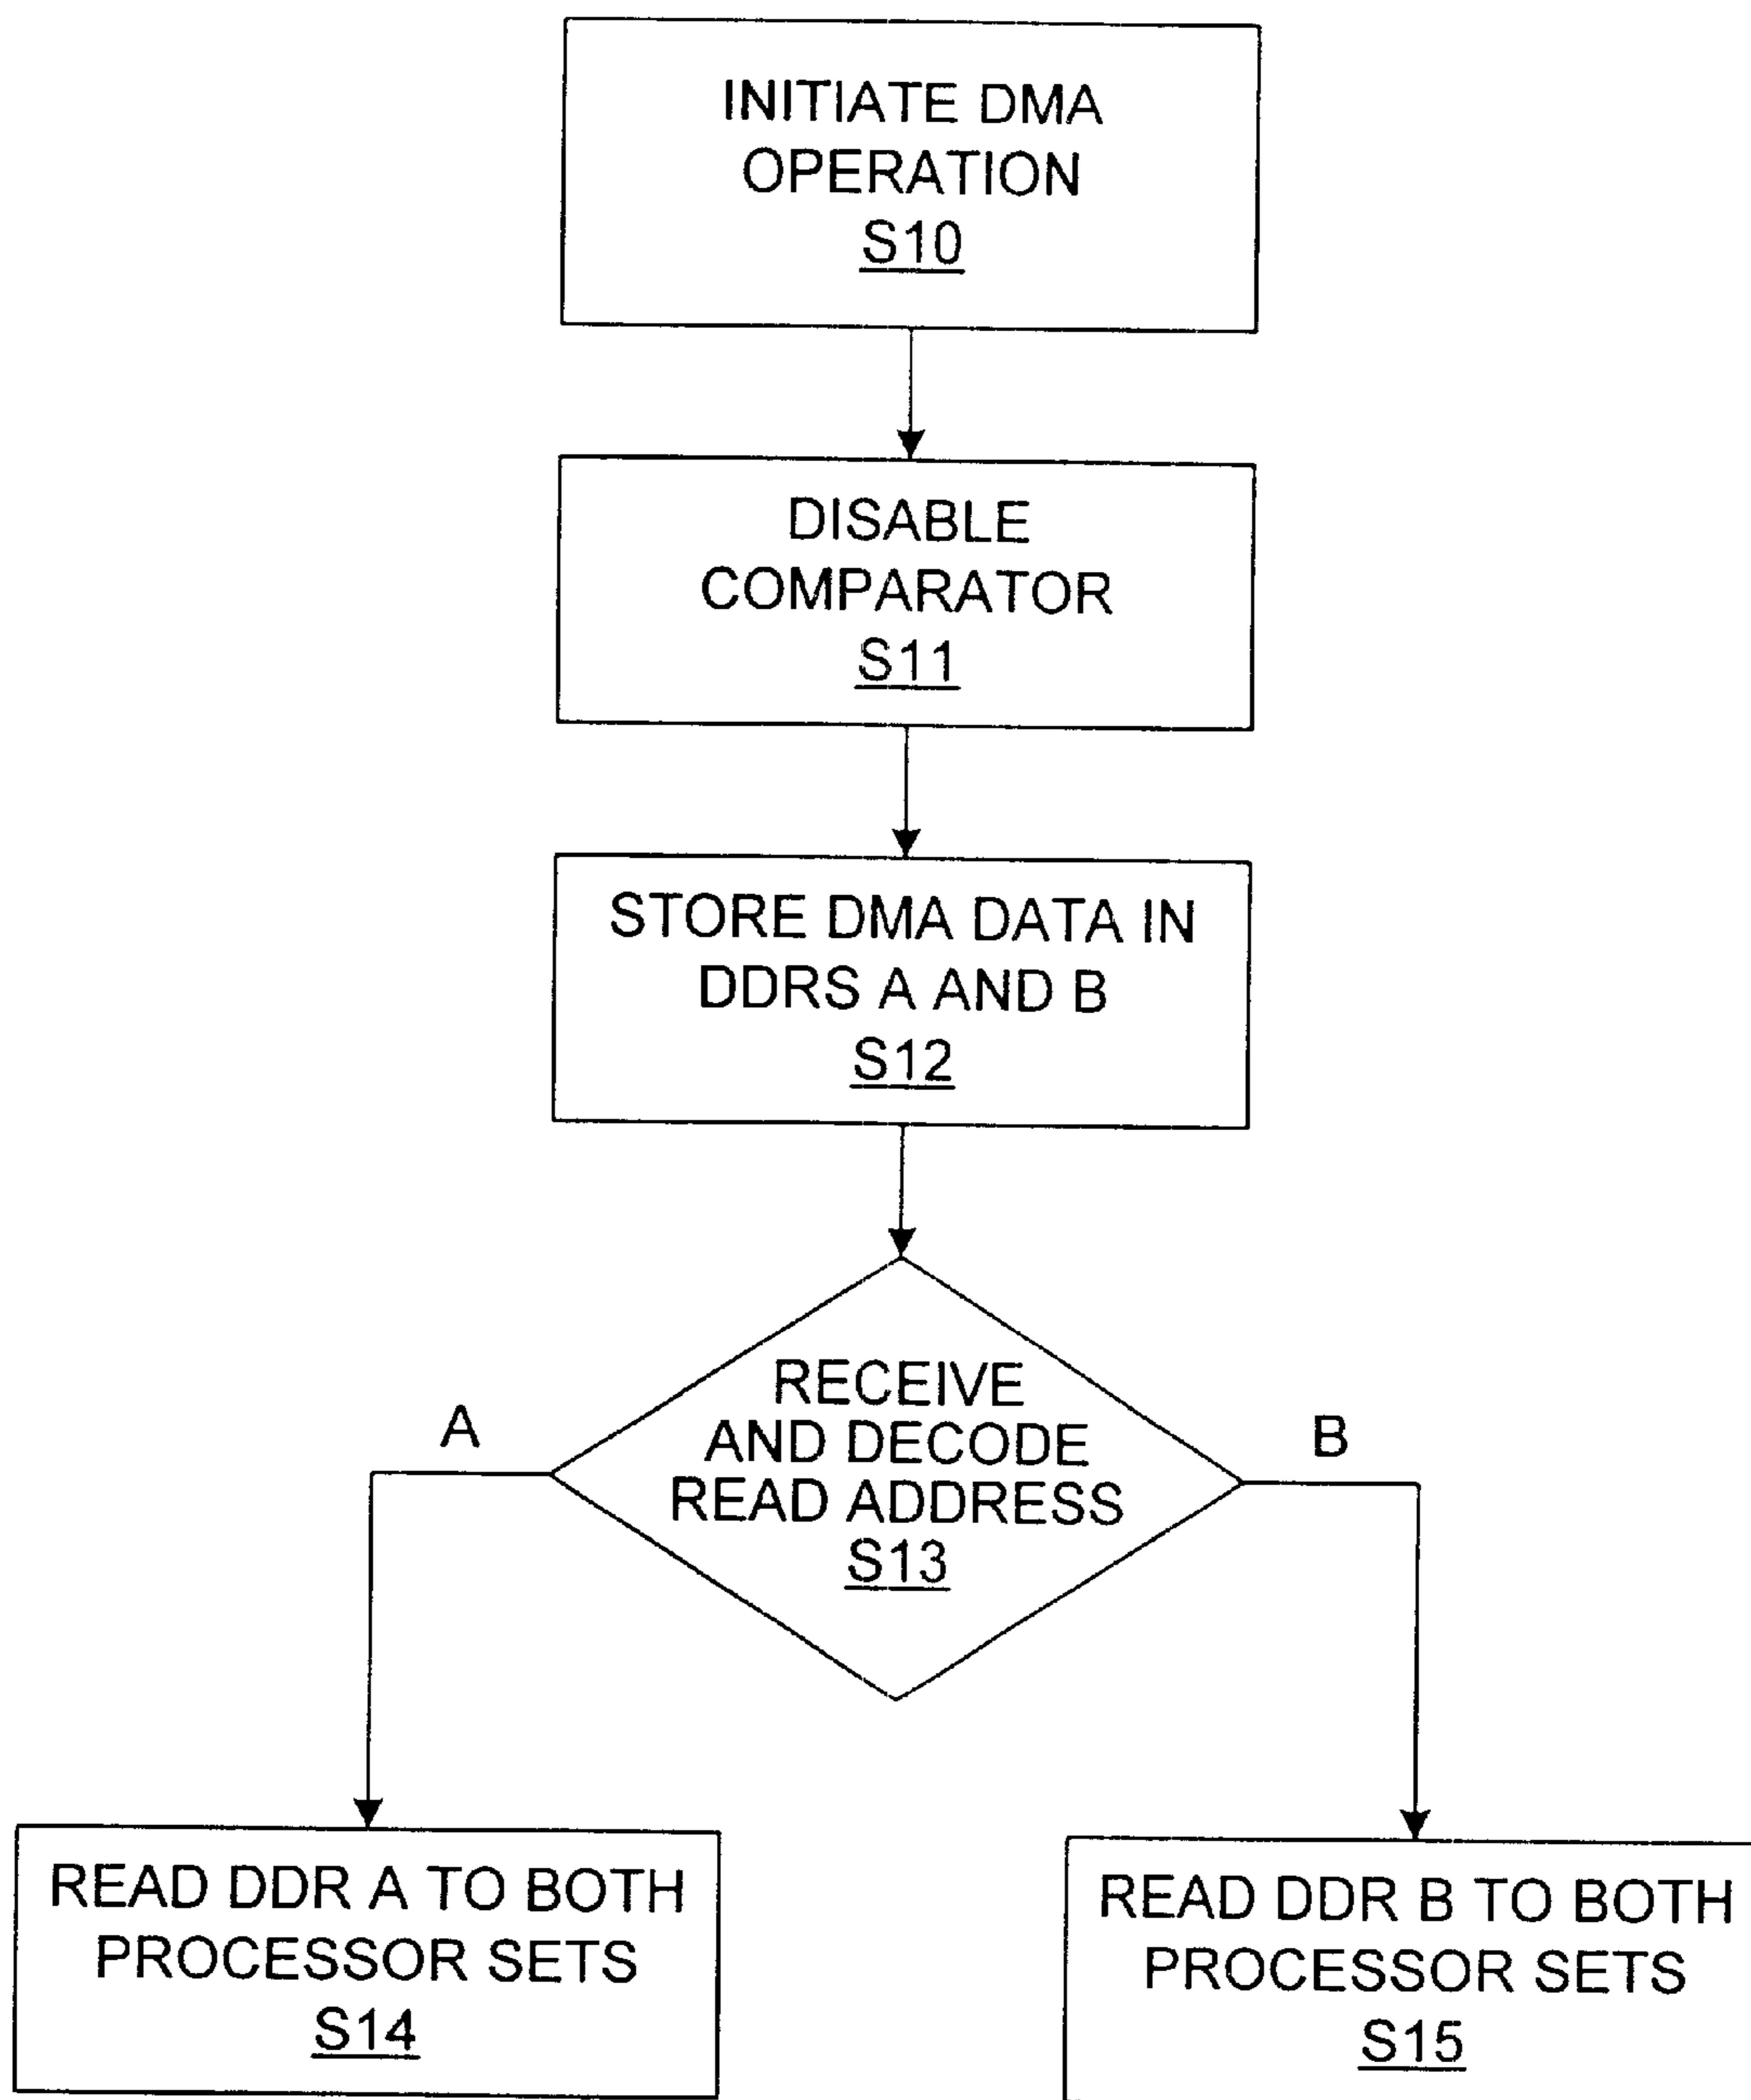 INITIATE DMA
OPERATION
S10
DISABLE
COMPARATOR
S11
STORE DMA DATA IN
DDRS A AND B
S12
RECEIVE
AND DECODE
READ ADDRESS
S13
A
B
READ DDR A TO BOTH
PROCESSOR SETS
S14
READ DDR B TO BOTH
PROCESSOR SETS
S15